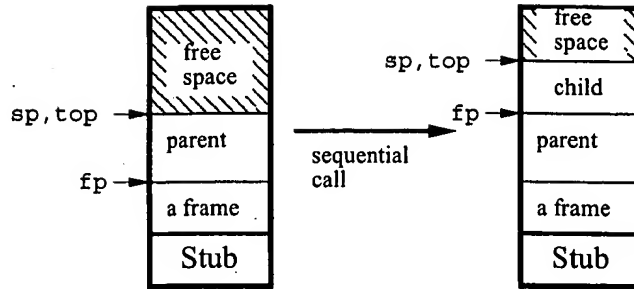 free
space
sp,top
parent
fp
a frame
Stub
sequential
call
free
space
sp,top
child
fp
parent
a frame
Stub